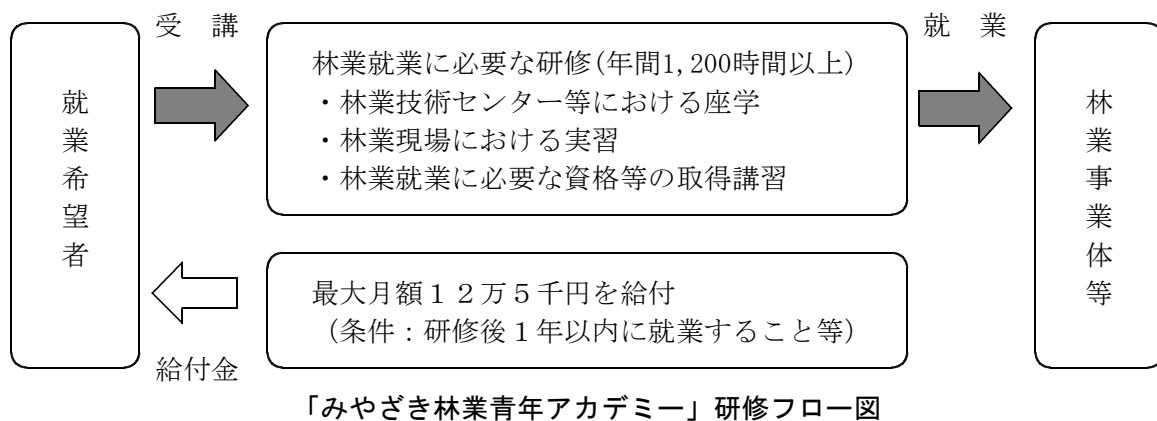 受　講
就　業
就業希望者
林業就業に必要な研修(年間1,200時間以上)
・林業技術センター等における座学
・林業現場における実習
・林業就業に必要な資格等の取得講習
林業事業体等
最大月額１２万５千円を給付
（条件：研修後１年以内に就業すること等）
給付金
「みやざき林業青年アカデミー」研修フロー図